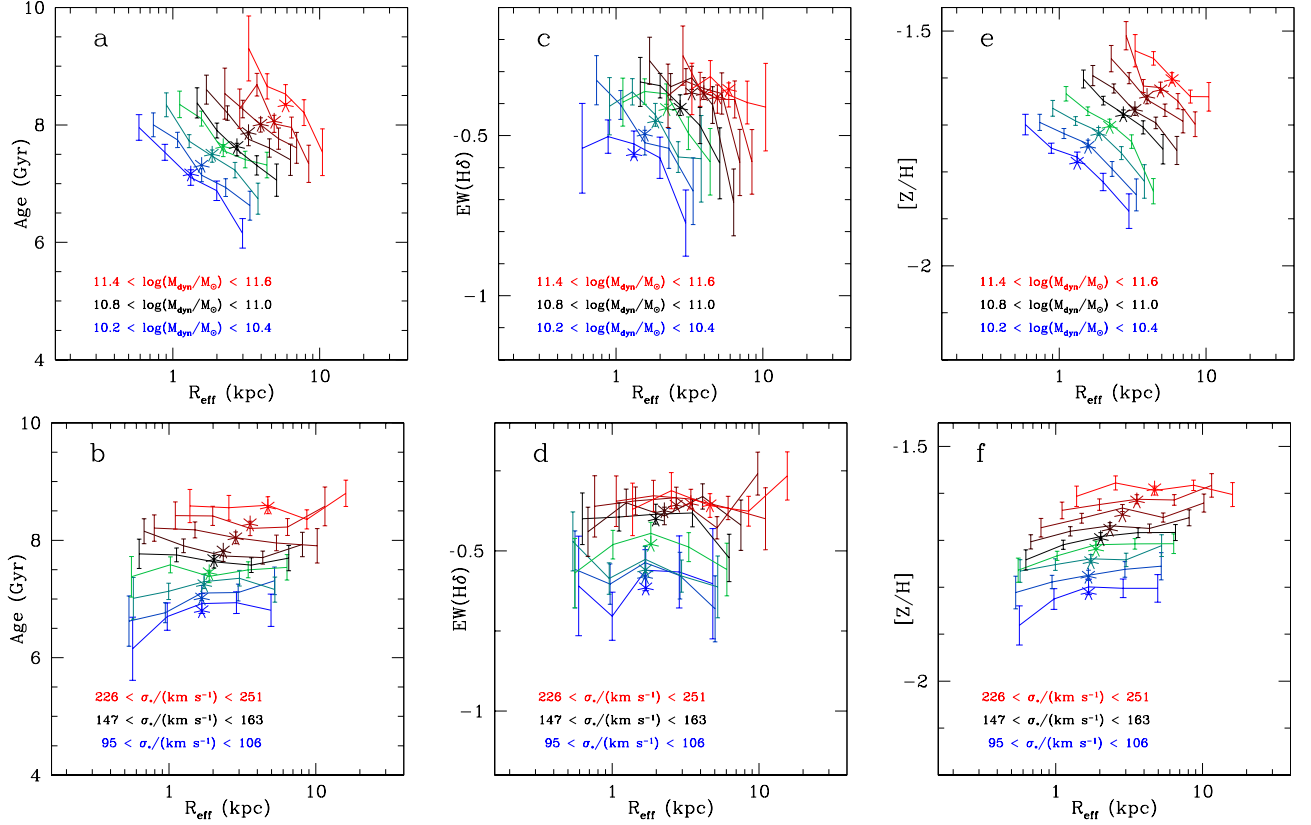 a
10
8
6
4
Age (Gyr)
11.4 < log(M_dyn/M_⊙) < 11.6
10.8 < log(M_dyn/M_⊙) < 11.0
10.2 < log(M_dyn/M_⊙) < 10.4
1
10
R_eff (kpc)
c
-0.5
-1
EW(Hδ)
11.4 < log(M_dyn/M_⊙) < 11.6
10.8 < log(M_dyn/M_⊙) < 11.0
10.2 < log(M_dyn/M_⊙) < 10.4
1
10
R_eff (kpc)
e
-1.5
-2
[Z/H]
11.4 < log(M_dyn/M_⊙) < 11.6
10.8 < log(M_dyn/M_⊙) < 11.0
10.2 < log(M_dyn/M_⊙) < 10.4
1
10
R_eff (kpc)
b
10
8
6
4
Age (Gyr)
226 < σ_*/(km s⁻¹) < 251
147 < σ_*/(km s⁻¹) < 163
95 < σ_*/(km s⁻¹) < 106
1
10
R_eff (kpc)
d
-0.5
-1
EW(Hδ)
226 < σ_*/(km s⁻¹) < 251
147 < σ_*/(km s⁻¹) < 163
95 < σ_*/(km s⁻¹) < 106
1
10
R_eff (kpc)
f
-1.5
-2
[Z/H]
226 < σ_*/(km s⁻¹) < 251
147 < σ_*/(km s⁻¹) < 163
95 < σ_*/(km s⁻¹) < 106
1
10
R_eff (kpc)